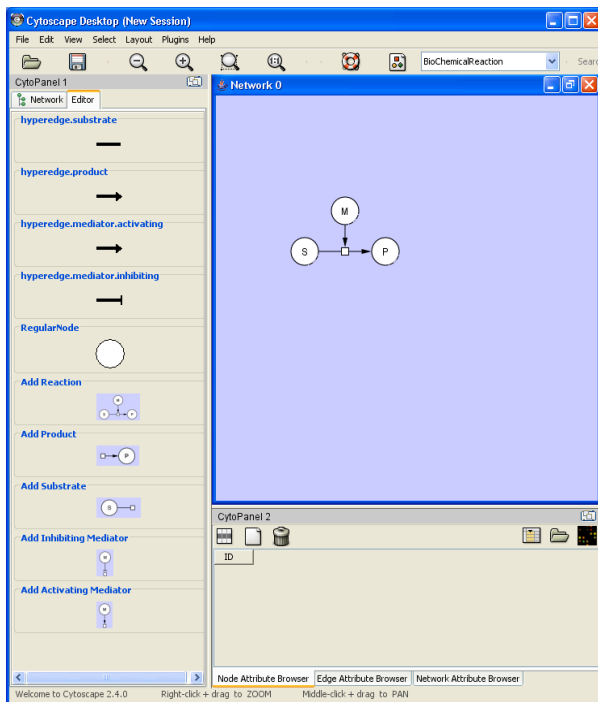 Cytoscape Desktop (New Session)
File Edit View Select Layout Plugins Help
BioChemicalReaction
CytoPanel 1
Network Editor
hyperedge.substrate
hyperedge.product
hyperedge.mediator.activating
hyperedge.mediator.inhibiting
RegularNode
Add Reaction
M
S P
Add Product
P
Add Substrate
S
Add Inhibiting Mediator
M
Add Activating Mediator
M
Network 0
M
S P
CytoPanel 2
ID
Node Attribute Browser Edge Attribute Browser Network Attribute Browser
Welcome to Cytoscape 2.4.0 Right-click + drag to ZOOM Middle-click + drag to PAN